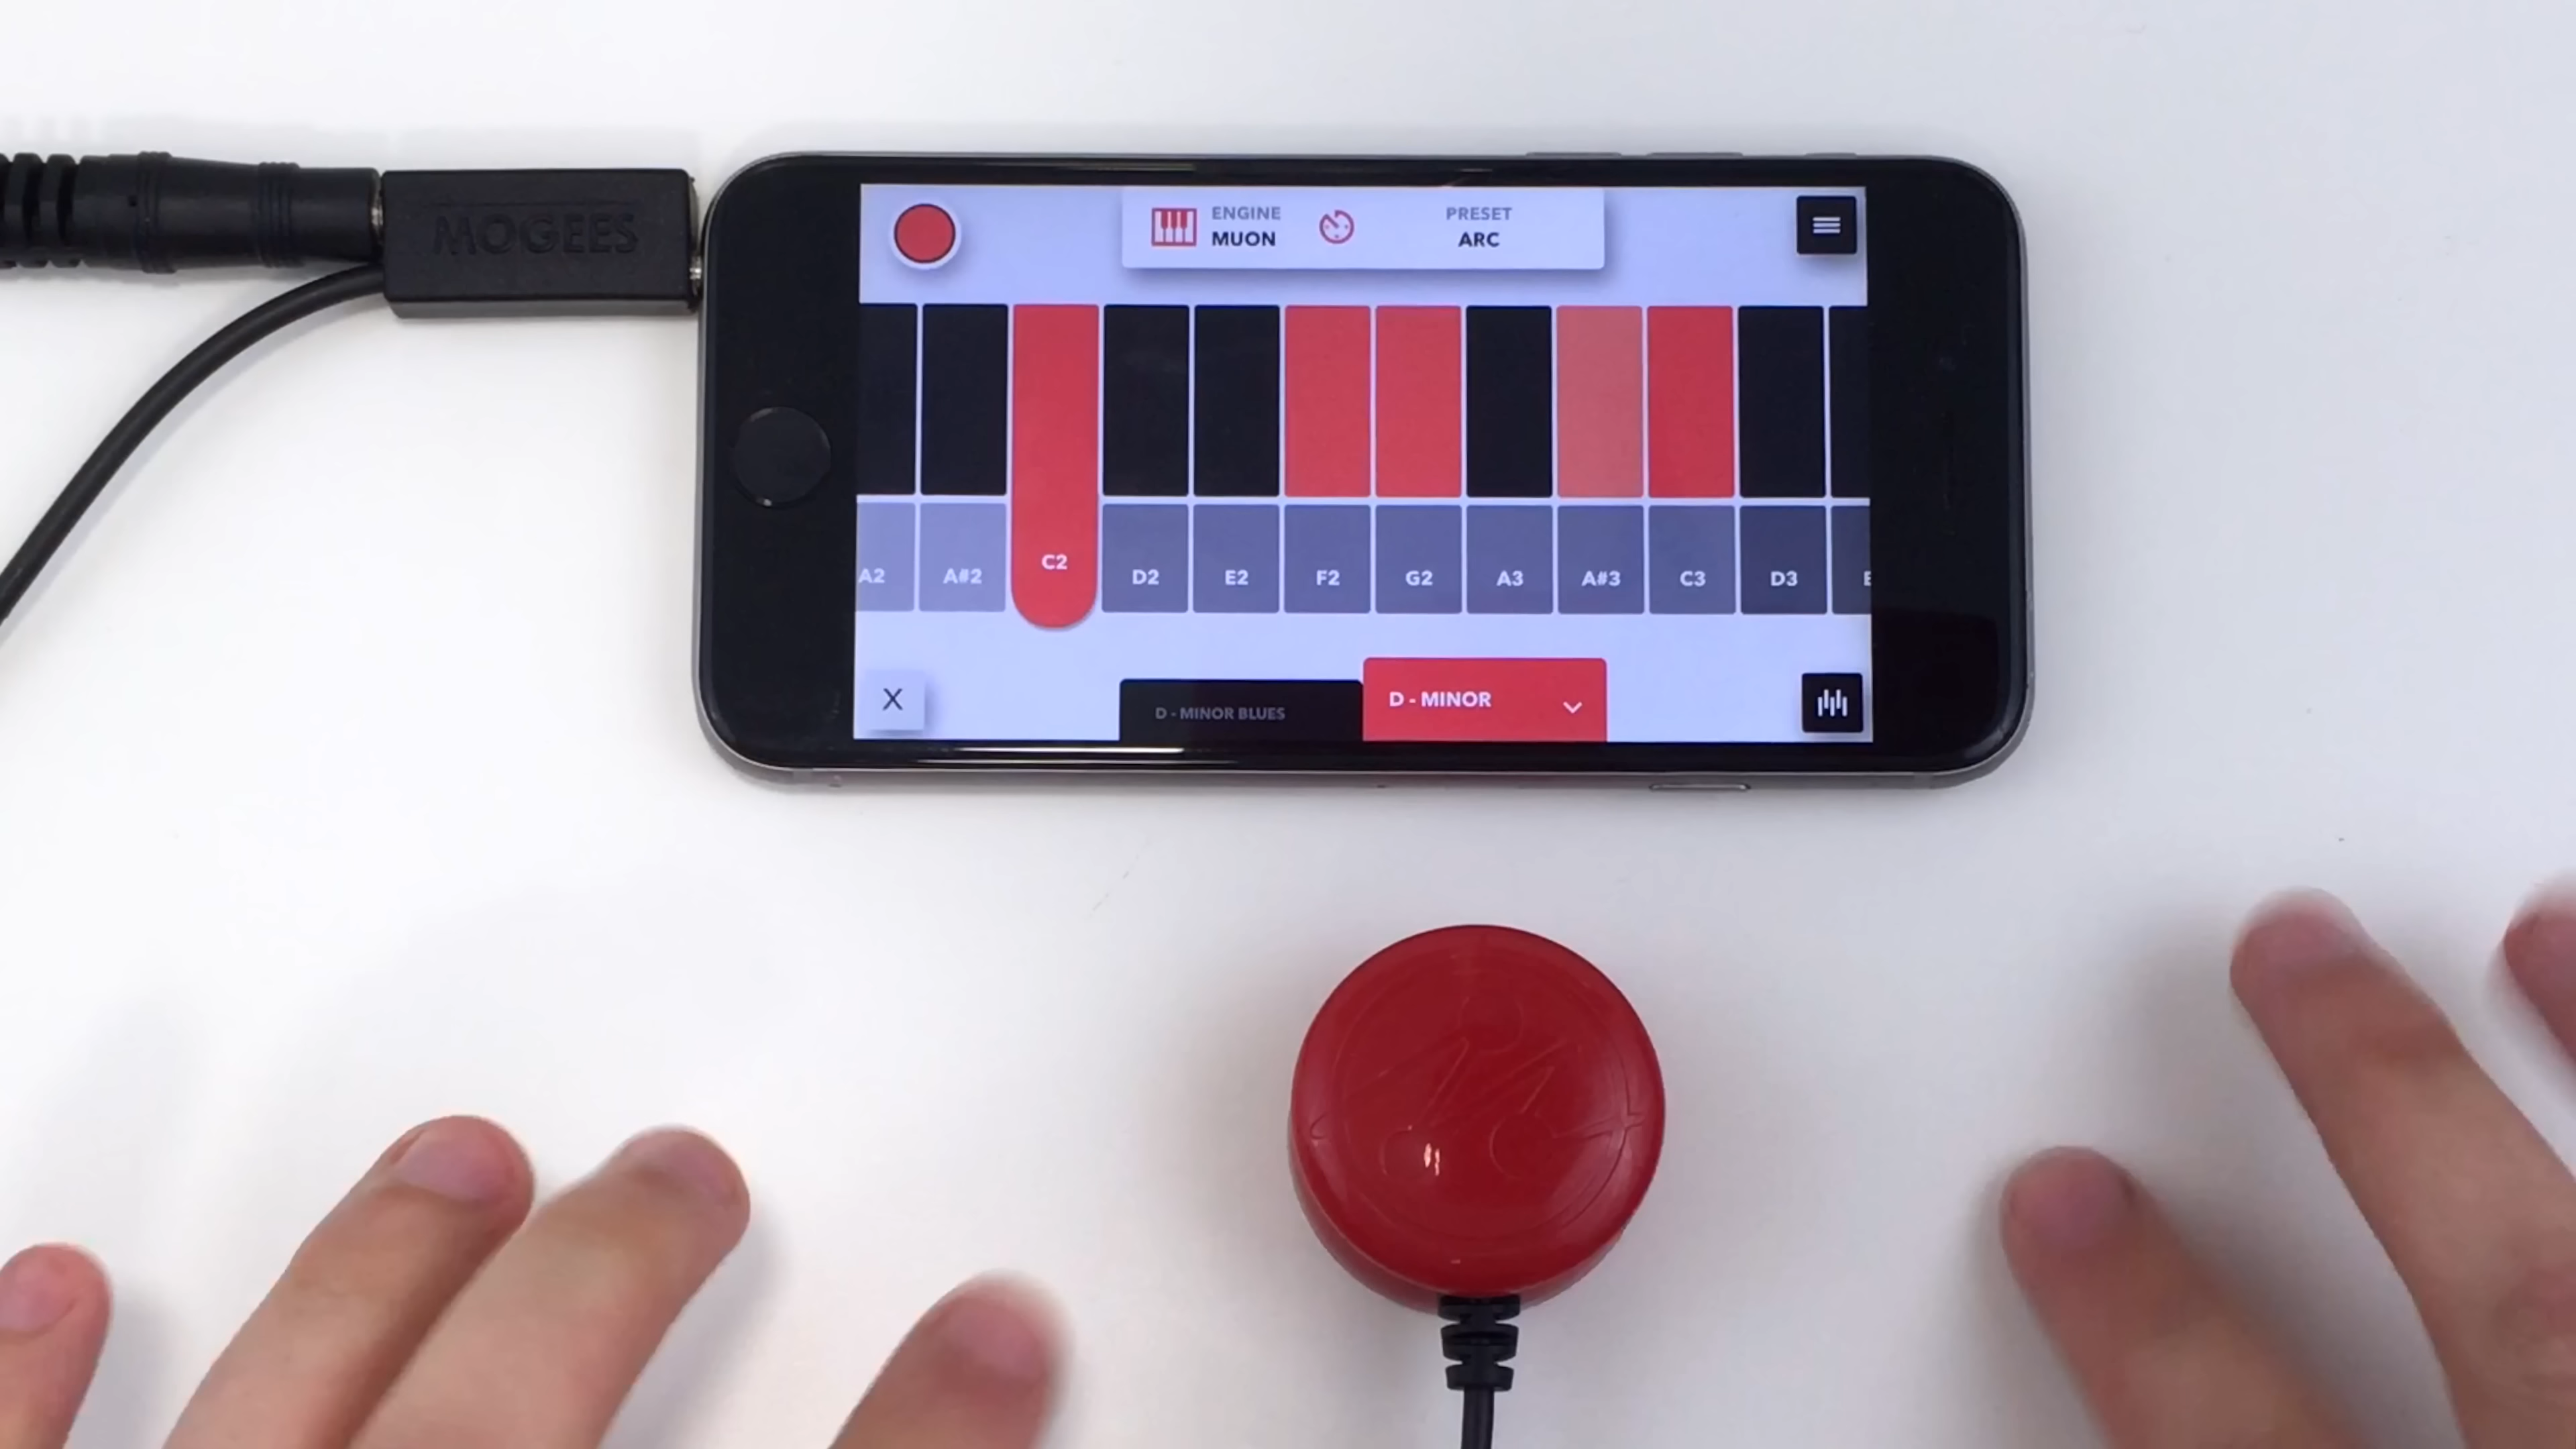 MOGEES
ENGINE
MUON
PRESET
ARC
A2 A#2 C2 D2 E2 F2 G2 A3 A#3 C3 D3
X
D - MINOR BLUES
D - MINOR